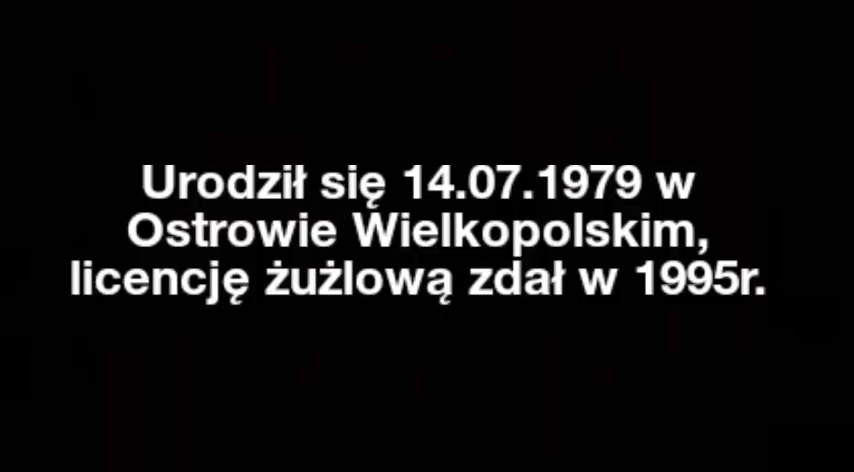 Urodził się 14.07.1979 w
Ostrowie Wielkopolskim,
licencję żużlową zdał w 1995r.